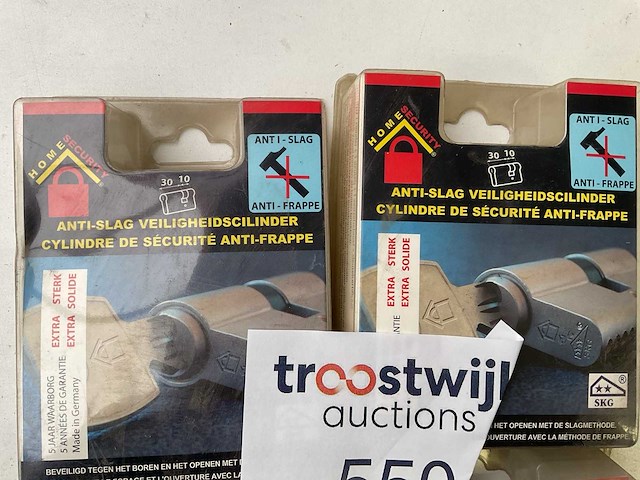 HOME SECURITY
30 10
ANTI-SLAG
ANTI-FRAPPE
ANTI-SLAG VEILIGHEIDSCILINDER
CYLINDRE DE SÉCURITÉ ANTI-FRAPPE
EXTRA STERK
EXTRA SOLIDE
5 JAAR WAARBORG
5 ANNÉES DE GARANTIE
Made in Germany
BEVEILIGD TEGEN HET BOREN EN HET OPENEN MET
HOME SECURITY
30 10
ANTI-SLAG
ANTI-FRAPPE
ANTI-SLAG VEILIGHEIDSCILINDER
CYLINDRE DE SÉCURITÉ ANTI-FRAPPE
EXTRA STERK
EXTRA SOLIDE
SKG
HET OPENEN MET DE SLAGMETHODE.
OUVERTURE AVEC LA MÉTHODE DE FRAPPE
troostwijk
auctions
550